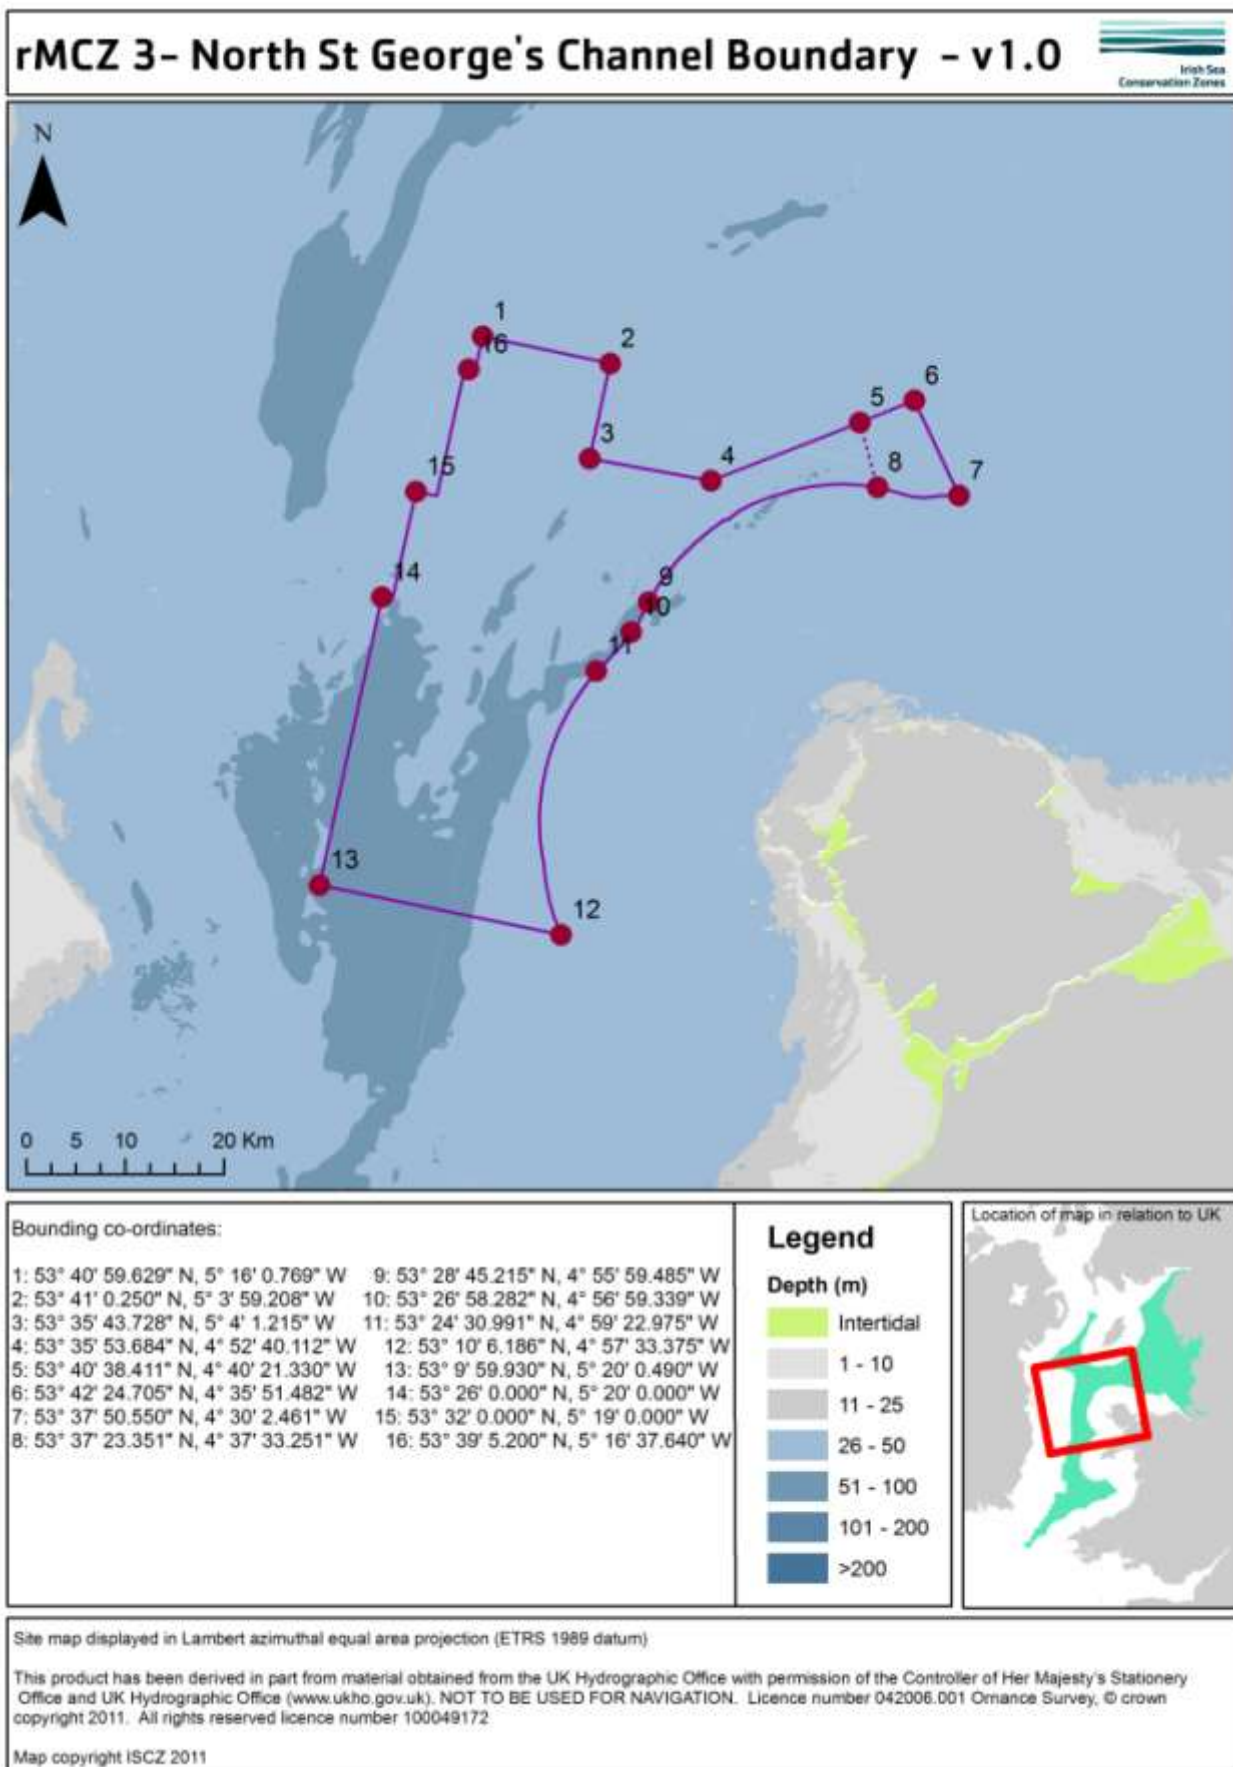 rMCZ 3- North St George's Channel Boundary - v1.0
Irish Sea
Conservation Zones
N
1
16
2
3
4
5
6
7
8
15
14
9
10
11
13
12
0 5 10 20 Km
Bounding co-ordinates:
1: 53° 40' 59.629" N, 5° 16' 0.769" W 9: 53° 28' 45.215" N, 4° 55' 59.485" W
2: 53° 41' 0.250" N, 5° 3' 59.208" W 10: 53° 26' 58.282" N, 4° 56' 59.339" W
3: 53° 35' 43.728" N, 5° 4' 1.215" W 11: 53° 24' 30.991" N, 4° 59' 22.975" W
4: 53° 35' 53.684" N, 4° 52' 40.112" W 12: 53° 10' 6.186" N, 4° 57' 33.375" W
5: 53° 40' 38.411" N, 4° 40' 21.330" W 13: 53° 9' 59.930" N, 5° 20' 0.490" W
6: 53° 42' 24.705" N, 4° 35' 51.482" W 14: 53° 26' 0.000" N, 5° 20' 0.000" W
7: 53° 37' 50.550" N, 4° 30' 2.461" W 15: 53° 32' 0.000" N, 5° 19' 0.000" W
8: 53° 37' 23.351" N, 4° 37' 33.251" W 16: 53° 39' 5.200" N, 5° 16' 37.640" W
Legend
Depth (m)
Intertidal
1 - 10
11 - 25
26 - 50
51 - 100
101 - 200
>200
Location of map in relation to UK
Site map displayed in Lambert azimuthal equal area projection (ETRS 1989 datum)
This product has been derived in part from material obtained from the UK Hydrographic Office with permission of the Controller of Her Majesty's Stationery
Office and UK Hydrographic Office (www.ukho.gov.uk). NOT TO BE USED FOR NAVIGATION. Licence number 042006.001 Ornance Survey, © crown
copyright 2011. All rights reserved licence number 100049172
Map copyright ISCZ 2011